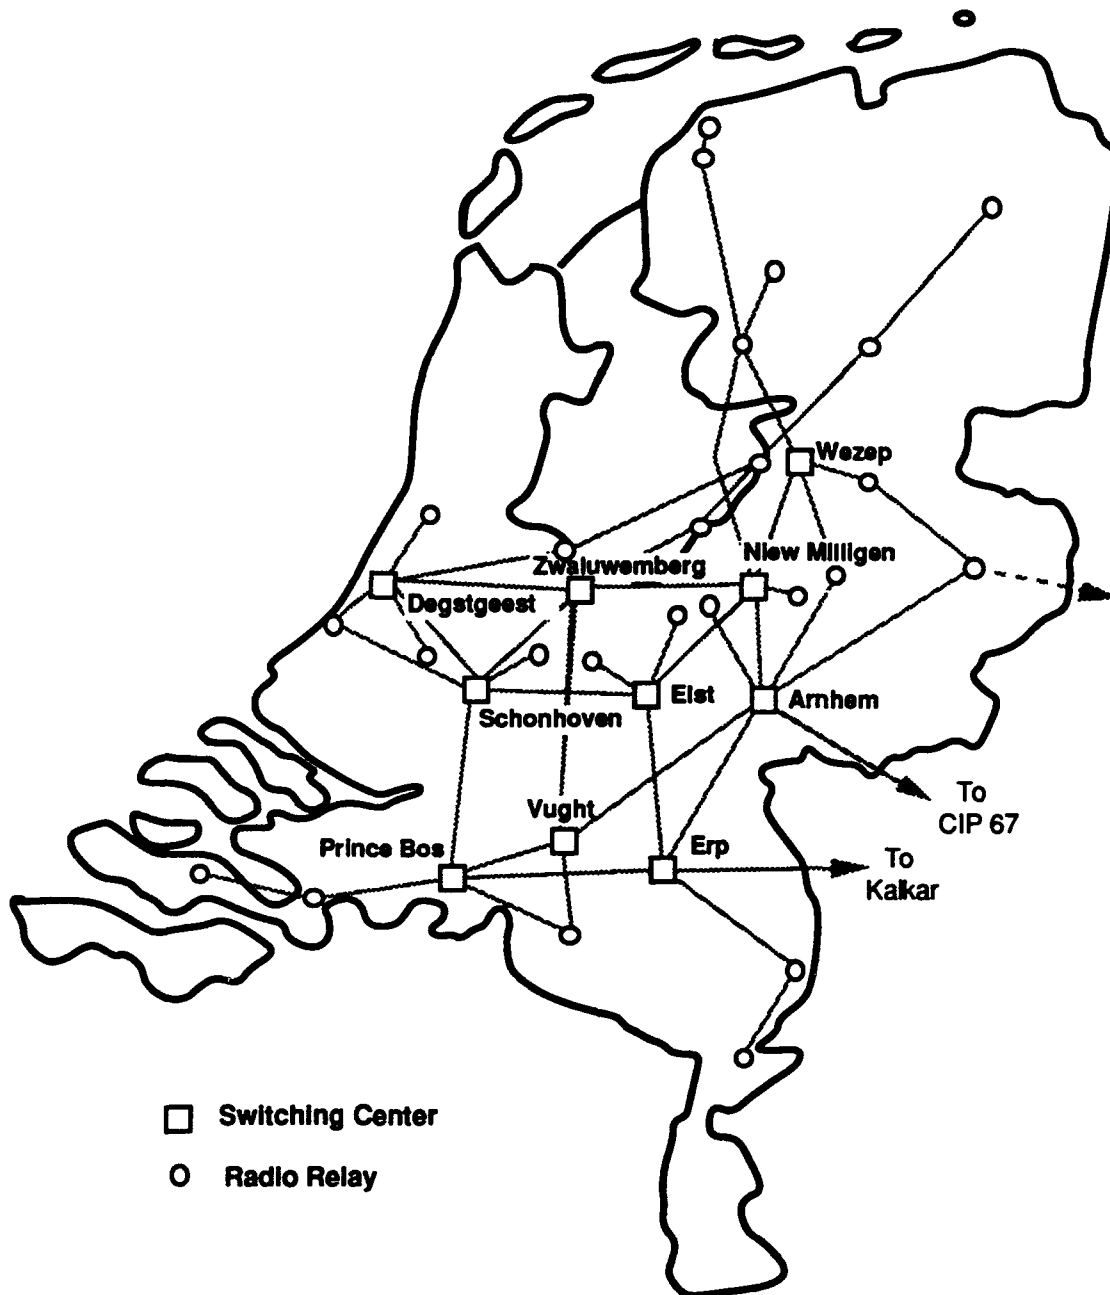 Wezep
Niew Milligen
Zwaluwemberg
Degstgeest
Elst
Arnhem
Schonhoven
To
CIP 67
Vught
Prince Bos
Erp
To
Kalkar
Switching Center
Radio Relay